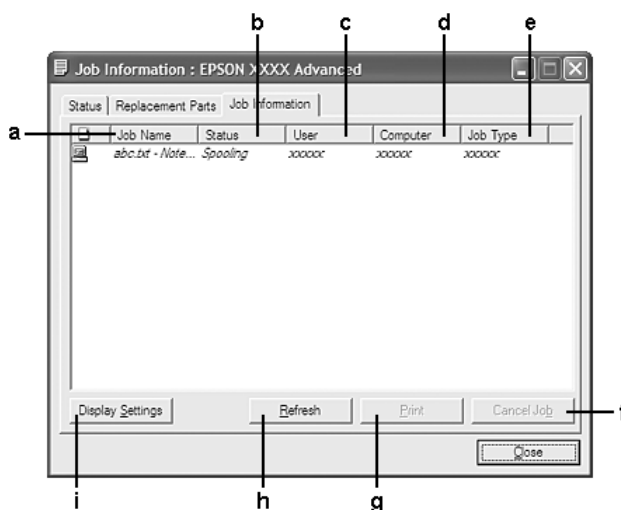 b c d e
Job Information : EPSON XXXX Advanced
Status Replacement Parts Job Information
a
Job Name Status User Computer Job Type
abc.txt - Note... Spooling xxxxxx xxxxxx xxxxxx
Display Settings Refresh Print Cancel Job
f
Close
i h g